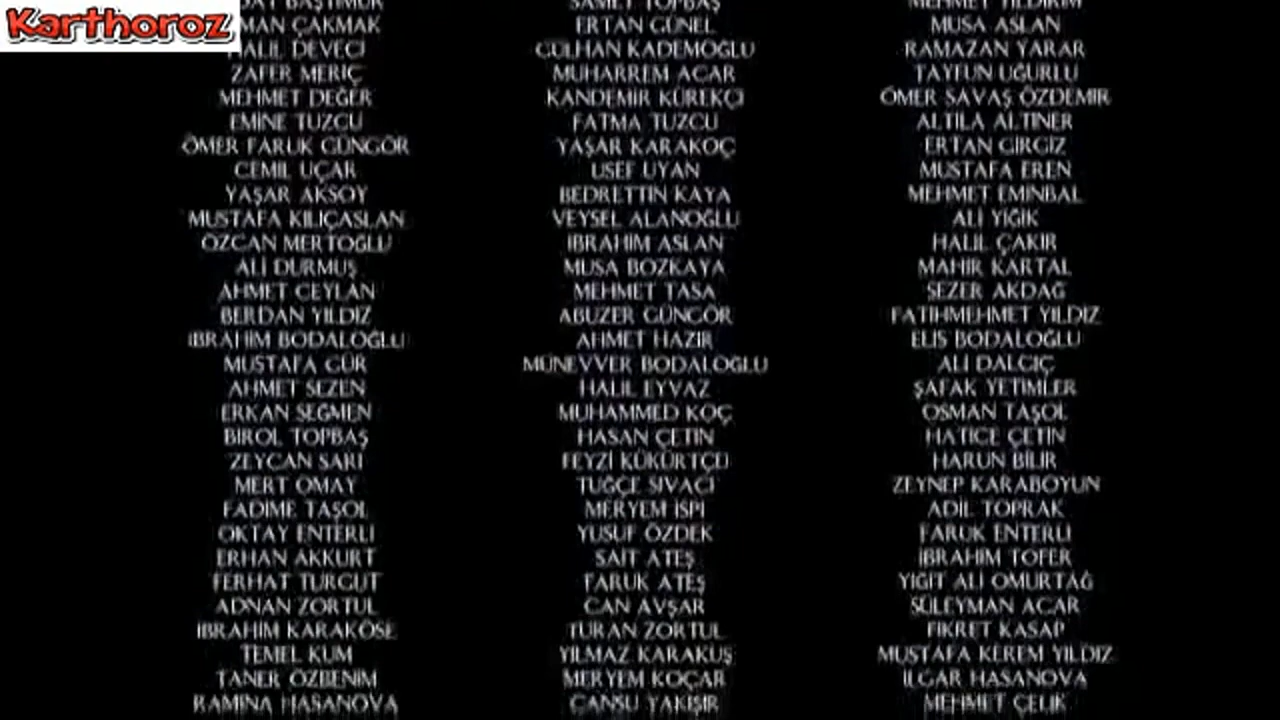 Karthoroz
SAMET TOPBAŞ
MEHMET YILDIRIM
ÇAKMAK
ERTAN GÜNEL
MUSA ASLAN
HALİL DEVECİ
GÜLHAN KADEMOĞLU
RAMAZAN YARAR
ZAFER MERİÇ
MUHARREM ACAR
TAYFUN UĞURLU
MEHMET DEĞER
KANDEMİR KÜREKÇİ
ÖMER SAVAŞ ÖZDEMİR
EMİNE TUZCU
FATMA TUZCU
ALTILA ALTINER
ÖMER FARUK GÜNGÖR
YAŞAR KARAKOÇ
ERTAN GİRGİZ
CEMİL UÇAR
USEF UYAN
MUSTAFA EREN
YAŞAR AKSOY
BEDRETTİN KAYA
MEHMET EMİNBAL
MUSTAFA KILIÇASLAN
VEYSEL ALANOĞLU
ALİ YİĞİK
ÖZCAN MERTOĞLU
İBRAHİM ASLAN
HALİL ÇAKIR
ALİ DURMUŞ
MUSA BOZKAYA
MAHİR KARTAL
AHMET CEYLAN
MEHMET TASA
SEZER AKDAĞ
BERDAN YILDIZ
ABUZER GÜNGÖR
FATİHMEHMET YILDIZ
İBRAHİM BODALOĞLU
AHMET HAZIR
ELİS BODALOĞLU
MUSTAFA GÜR
MÜNEVVER BODALOĞLU
ALİ DALGIÇ
AHMET SEZEN
HALİL EYVAZ
ŞAFAK YETİMLER
ERKAN SEĞMEN
MUHAMMED KOÇ
OSMAN TAŞOL
BİROL TOPBAŞ
HASAN ÇETİN
HATİCE ÇETİN
ZEYCAN SARI
FEYZİ KÜKÜRTÇÜ
HARUN BİLİR
MERT OMAY
TUĞÇE SIVACI
ZEYNEP KARABOYUN
FADİME TAŞOL
MERYEM İSPİ
ADİL TOPRAK
OKTAY ENTERLİ
YUSUF ÖZDEK
FARUK ENTERLİ
ERHAN AKKURT
SAİT ATEŞ
İBRAHİM TOFER
FERHAT TURGUT
FARUK ATEŞ
YİĞİT ALİ OMURTAĞ
ADNAN ZORTUL
CAN AVŞAR
SÜLEYMAN ACAR
İBRAHİM KARAKÖSE
TURAN ZORTUL
FİKRET KASAP
TEMEL KUM
YILMAZ KARAKUŞ
MUSTAFA KEREM YILDIZ
TANER ÖZBENİM
MERYEM KOÇAR
İLGAR HASANOVA
RAMİNA HASANOVA
CANSU YAKIŞIR
MEHMET ÇELİK